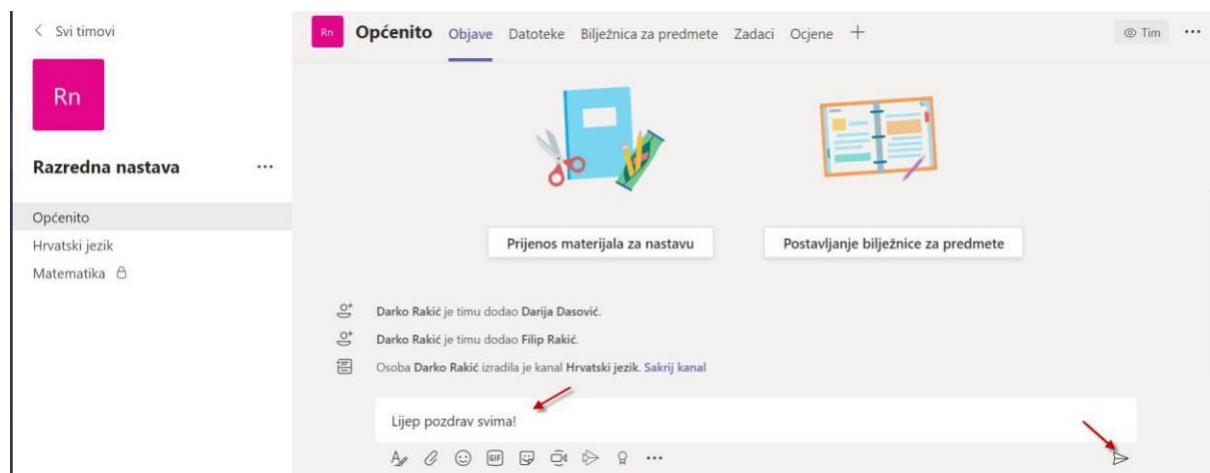 Svi timovi
Rn
Razredna nastava
Općenito
Hrvatski jezik
Matematika
Rn Općenito Objave Datoteke Bilježnica za predmete Zadaci Ocjene + Tim ...
Prijenos materijala za nastavu Postavljanje bilježnice za predmete
Darko Rakić je timu dodao Darija Dasović.
Darko Rakić je timu dodao Filip Rakić.
Osoba Darko Rakić izradila je kanal Hrvatski jezik. Sakrij kanal
Lijep pozdrav svima!
GIF